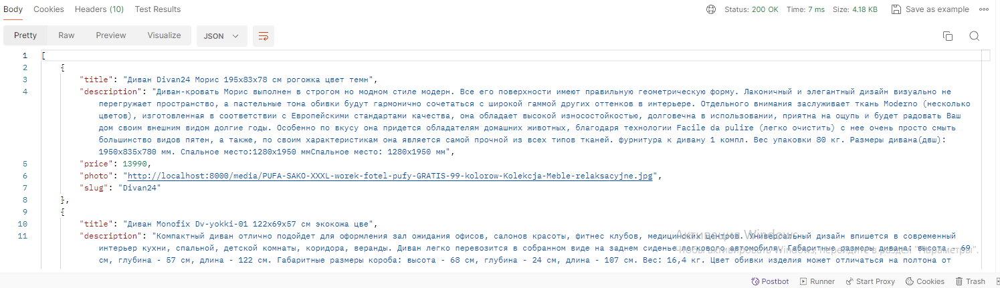 Body Cookies Headers (10) Test Results Status: 200 OK Time: 7 ms Size: 4.18 KB Save as example
Pretty Raw Preview Visualize JSON
1 [
2 {
3 "title": "Диван Divan24 Морис 195х83х78 см рогожка цвет темн",
4 "description": "Диван-кровать Морис выполнен в строгом но модном стиле модерн. Все его поверхности имеют правильную геометрическую форму. Лаконичный и элегантный дизайн визуально не
перегружает пространство, а пастельные тона обивки будут гармонично сочетаться с широкой гаммой других оттенков в интерьере. Отдельного внимания заслуживает ткань Moderno (несколько
цветов), изготовленная в соответствии с Европейскими стандартами качества, она обладает высокой износостойкостью, долговечна в использовании, приятна на ощупь и будет радовать Ваш
дом своим внешним видом долгие годы. Особенно по вкусу она придется обладателям домашних животных, благодаря технологии Facile da pulire (легко очистить) с нее очень просто смыть
большинство видов пятен, а также, по своим характеристикам она является самой прочной из всех типов тканей. фурнитура к дивану 1 компл. Вес упаковки 80 кг. Размеры дивана(двш):
1950х835х780 мм. Спальное место:1280х1950 ммСпальное место: 1280х1950 мм",
5 "price": 13990,
6 "photo": "http://localhost:8000/media/PUFA-SAKO-XXXL-worek-fotel-pufy-GRATIS-99-kolorow-Kolekcja-Meble-relaksacyjne.jpg",
7 "slug": "Divan24"
8 },
9 {
10 "title": "Диван Monofix Dv-yokki-01 122х69х57 см экокожа цве",
11 "description": "Компактный диван отлично подойдет для оформления зал ожидания офисов, салонов красоты, фитнес клубов, медицинских центров. Универсальный дизайн впишется в современный
интерьер кухни, спальной, детской комнаты, коридора, веранды. Диван легко перевозится в собранном виде на заднем сиденье легкового автомобиля. Габаритные размеры дивана: высота - 69
см, глубина - 57 см, длина - 122 см. Габаритные размеры короба: высота - 68 см, глубина - 24 см, длина - 107 см. Вес: 16,4 кг. Цвет обивки изделия может отличаться на полтона от
Активация Windows
Чтобы активировать Windows, перейдите в раздел "Параметры".
Postbot Runner Start Proxy Cookies Trash